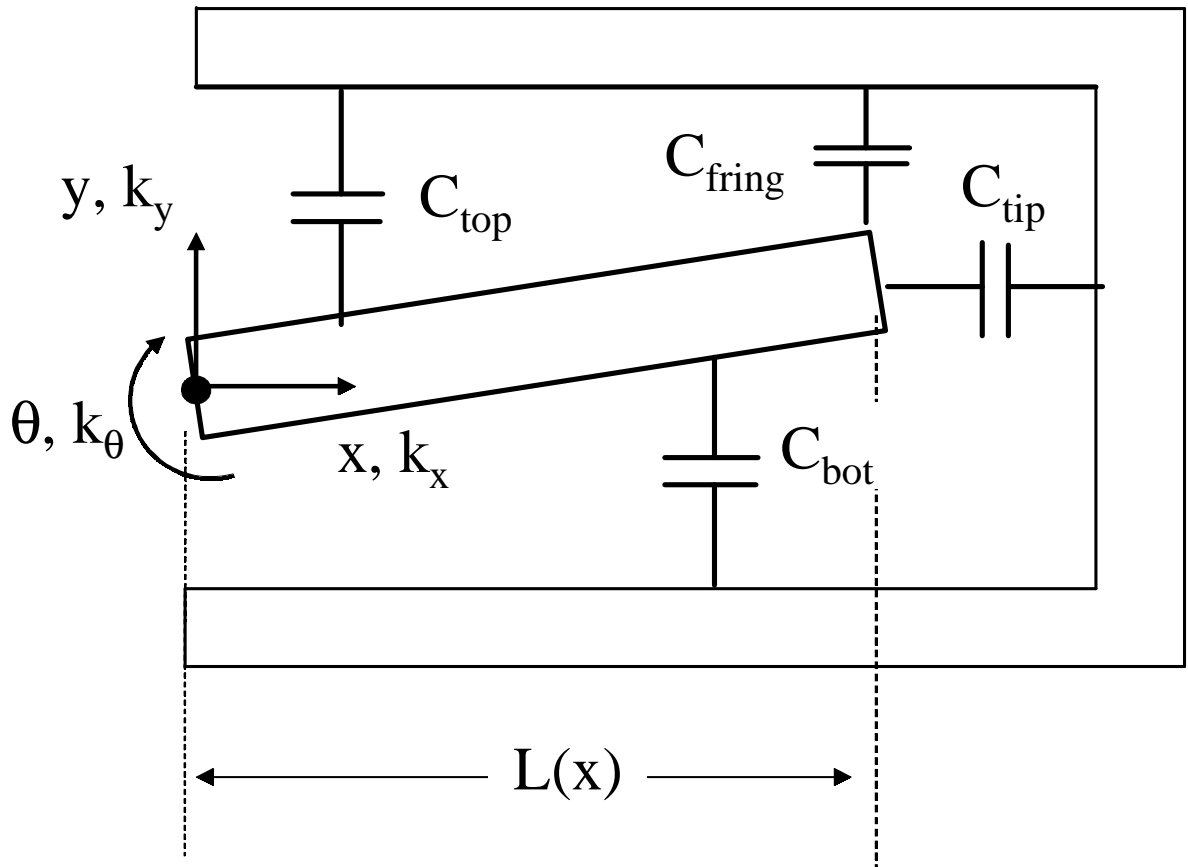 C_fring
C_tip
y, k_y
C_top
θ, k_θ
x, k_x
C_bot
L(x)